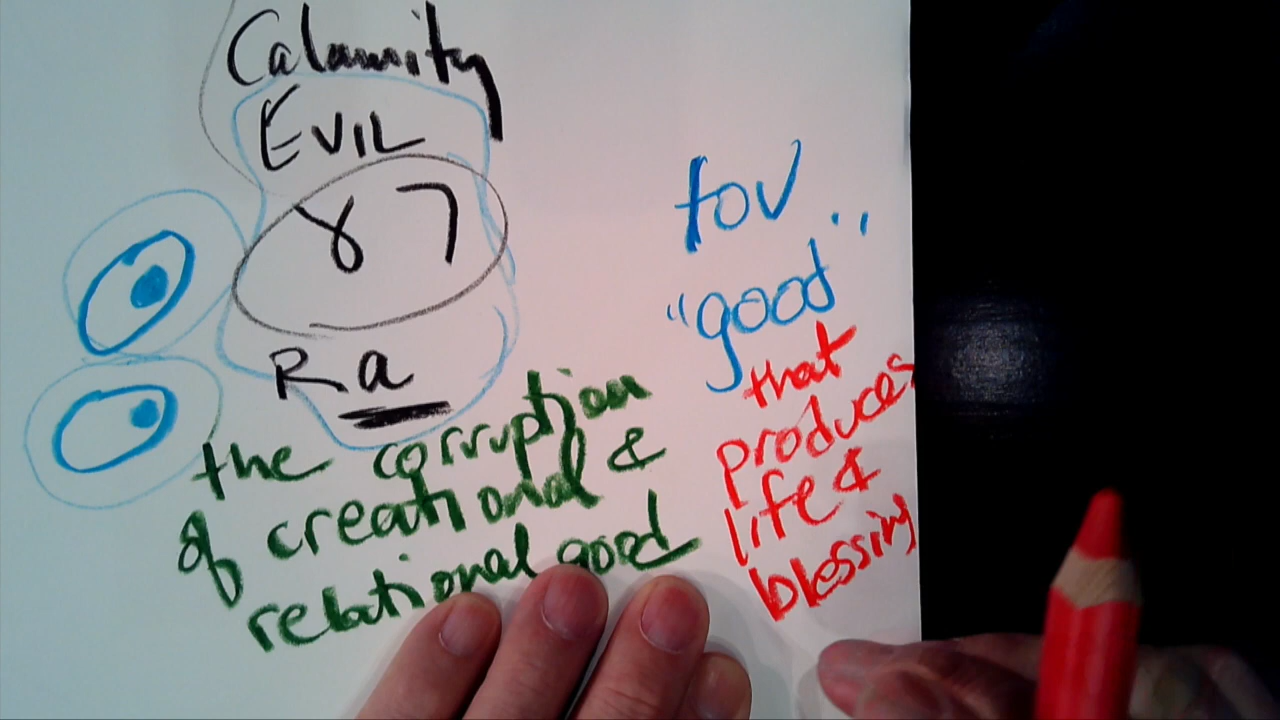 Calamity
EVIL
רע
Ra
the corruption
of creational &
relational good
tov ..
"good
that
produces
life &
blessing